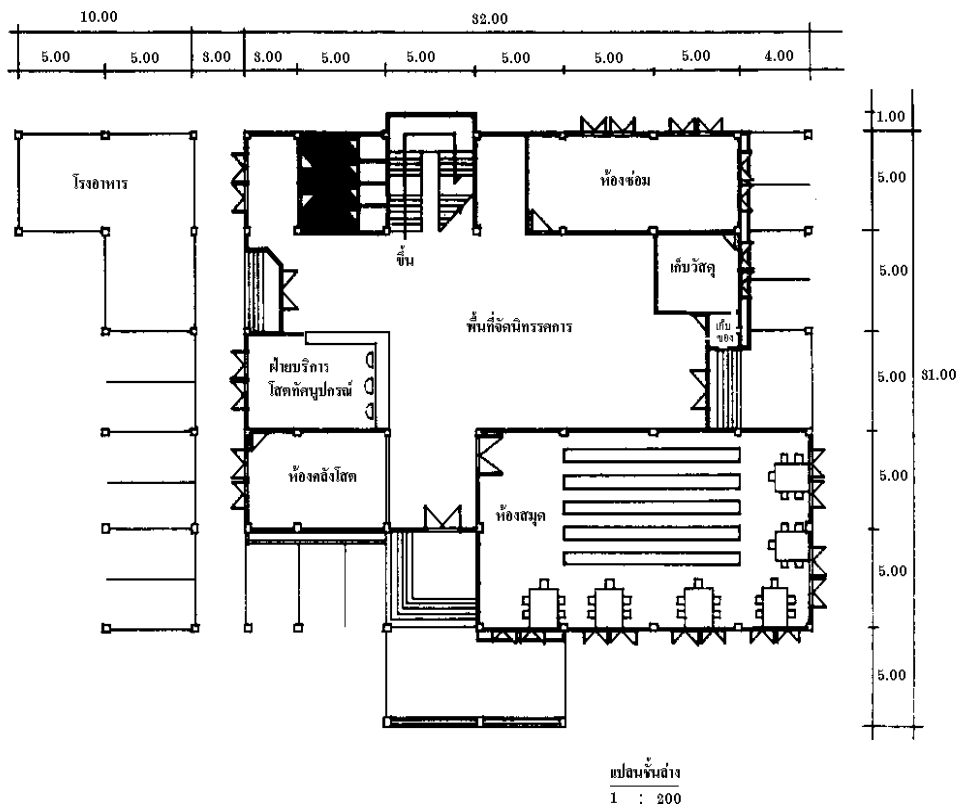 10.00 32.00
5.00 5.00 3.00 3.00 5.00 5.00 5.00 5.00 5.00 4.00
1.00
โรงอาหาร
ห้องซ่อม
5.00
ขึ้น
เก็บวัสดุ
5.00
พื้นที่จัดนิทรรศการ
เก็บ
ของ
ฝ่ายบริการ
โสตทัศนูปกรณ์
5.00 31.00
ห้องคลังโสต
5.00
ห้องสมุด
5.00
5.00
แปลนชั้นล่าง
1 : 200